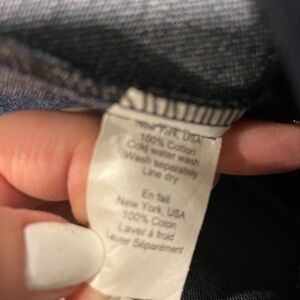 New York, USA
100% Cotton
Cold water wash
Wash separately
Line dry
En fait
New York, USA
100% Coton
Laver à froid
Laver Séparément